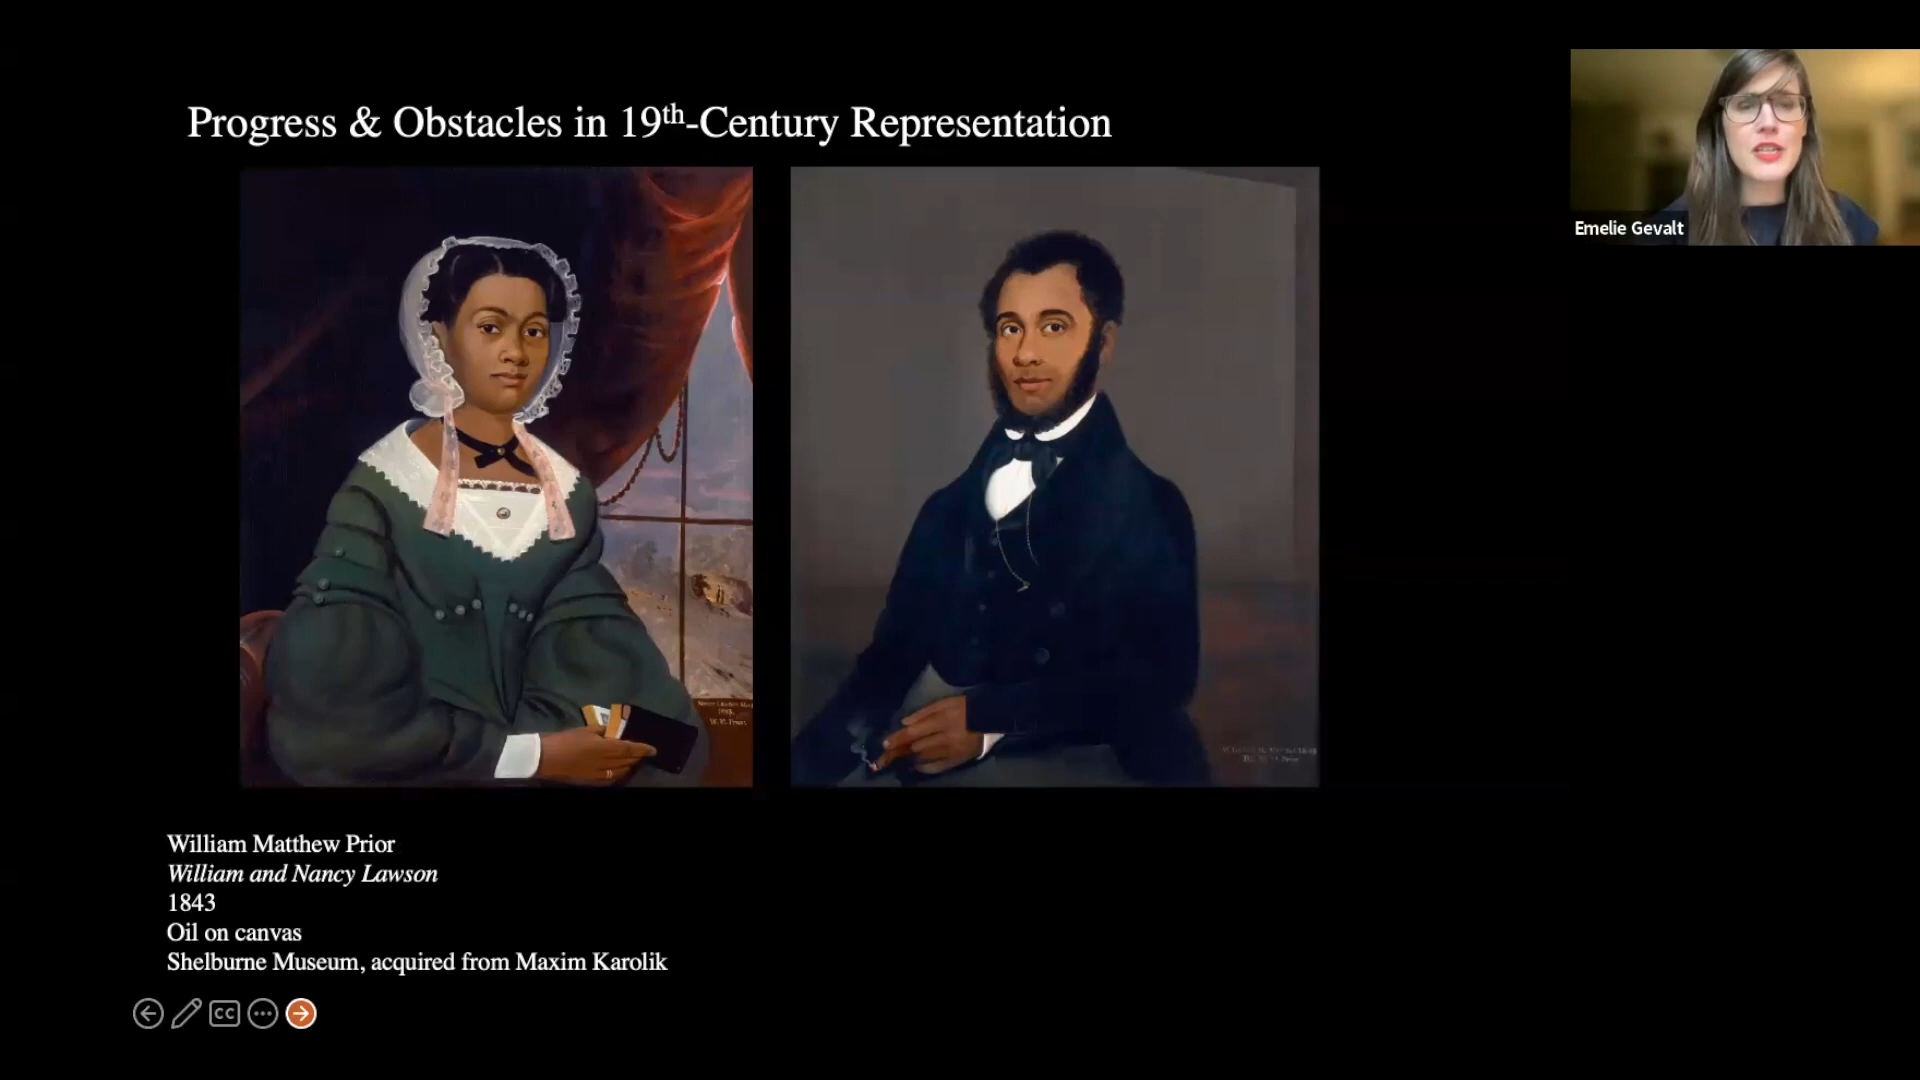 Progress & Obstacles in 19th-Century Representation
Emelie Gevalt
William Matthew Prior
William and Nancy Lawson
1843
Oil on canvas
Shelburne Museum, acquired from Maxim Karolik
CC